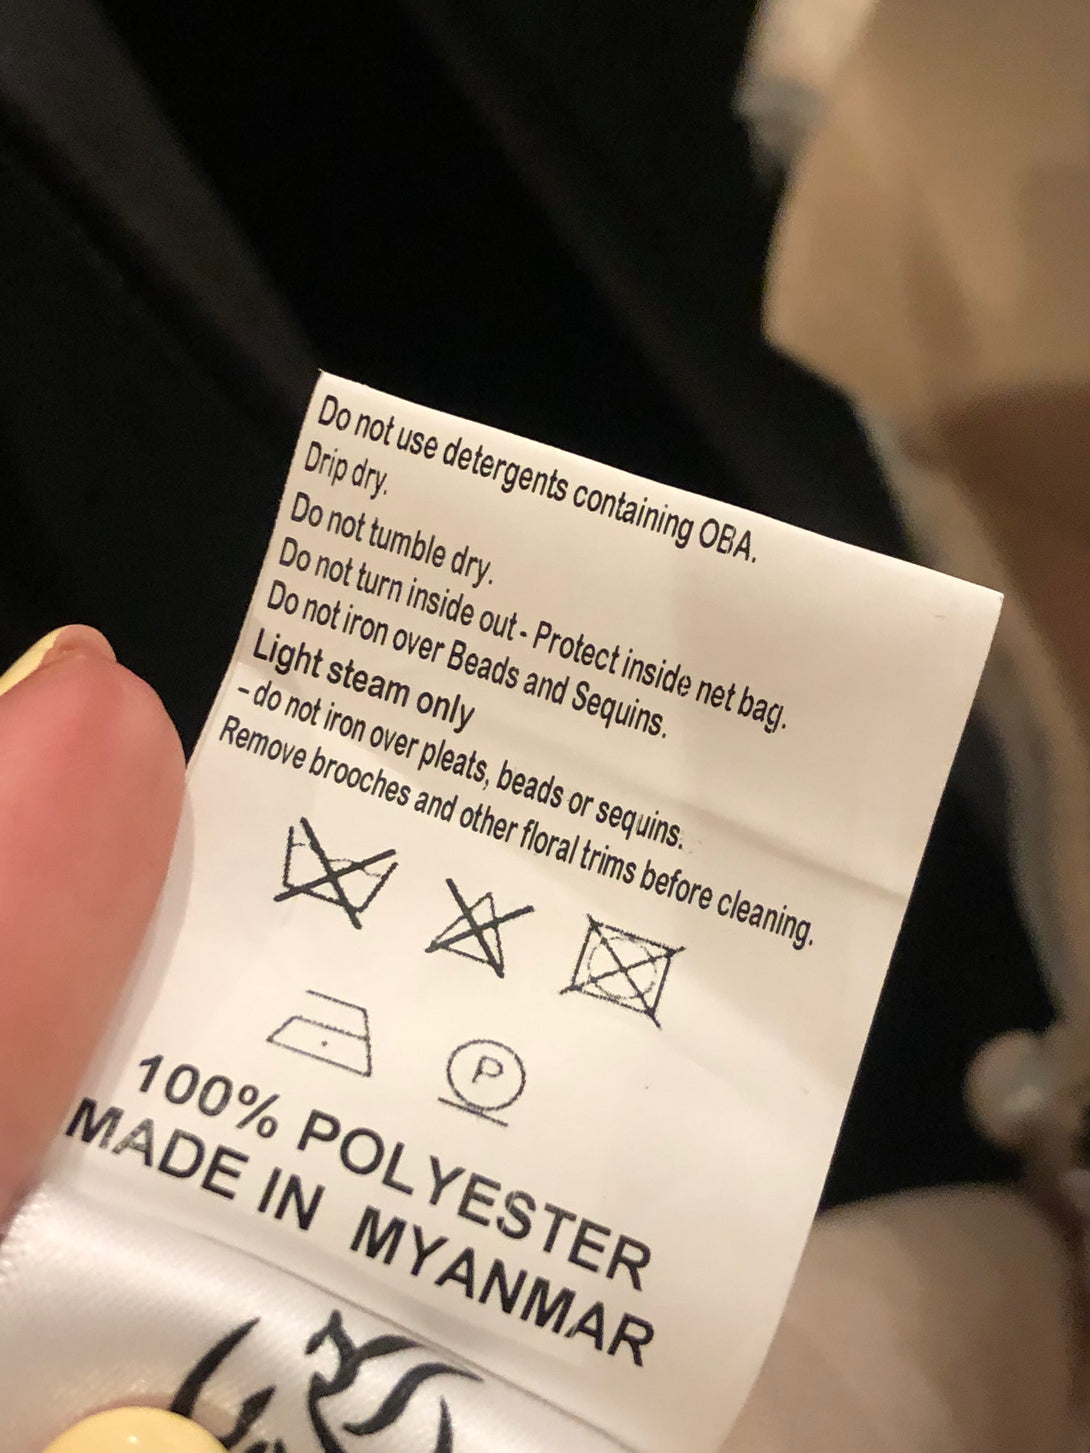 Do not use detergents containing OBA.
Drip dry.
Do not tumble dry.
Do not turn inside out - Protect inside net bag.
Do not iron over Beads and Sequins.
Light steam only
- do not iron over pleats, beads or sequins.
Remove brooches and other floral trims before cleaning.
P
100% POLYESTER
MADE IN MYANMAR